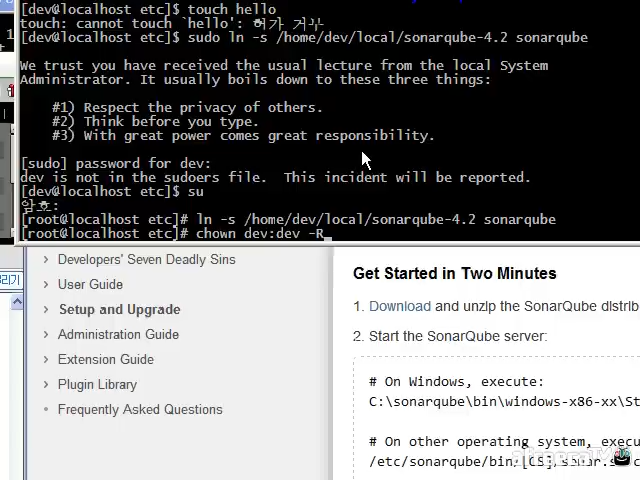 [dev@localhost etc]$ touch hello
touch: cannot touch `hello': 허가 거부
[dev@localhost etc]$ sudo ln -s /home/dev/local/sonarqube-4.2 sonarqube
We trust you have received the usual lecture from the local System
Administrator. It usually boils down to these three things:
#1) Respect the privacy of others.
#2) Think before you type.
#3) With great power comes great responsibility.
[sudo] password for dev:
dev is not in the sudoers file.  This incident will be reported.
[dev@localhost etc]$ su
암호:
[root@localhost etc]# ln -s /home/dev/local/sonarqube-4.2 sonarqube
[root@localhost etc]# chown dev:dev -R
Developers' Seven Deadly Sins
User Guide
Setup and Upgrade
Administration Guide
Extension Guide
Plugin Library
Frequently Asked Questions
Get Started in Two Minutes
1. Download and unzip the SonarQube distrib
2. Start the SonarQube server:
# On Windows, execute:
C:\sonarqube\bin\windows-x86-xx\St
# On other operating system, execu
/etc/sonarqube/bin/[OS]/sonar.s